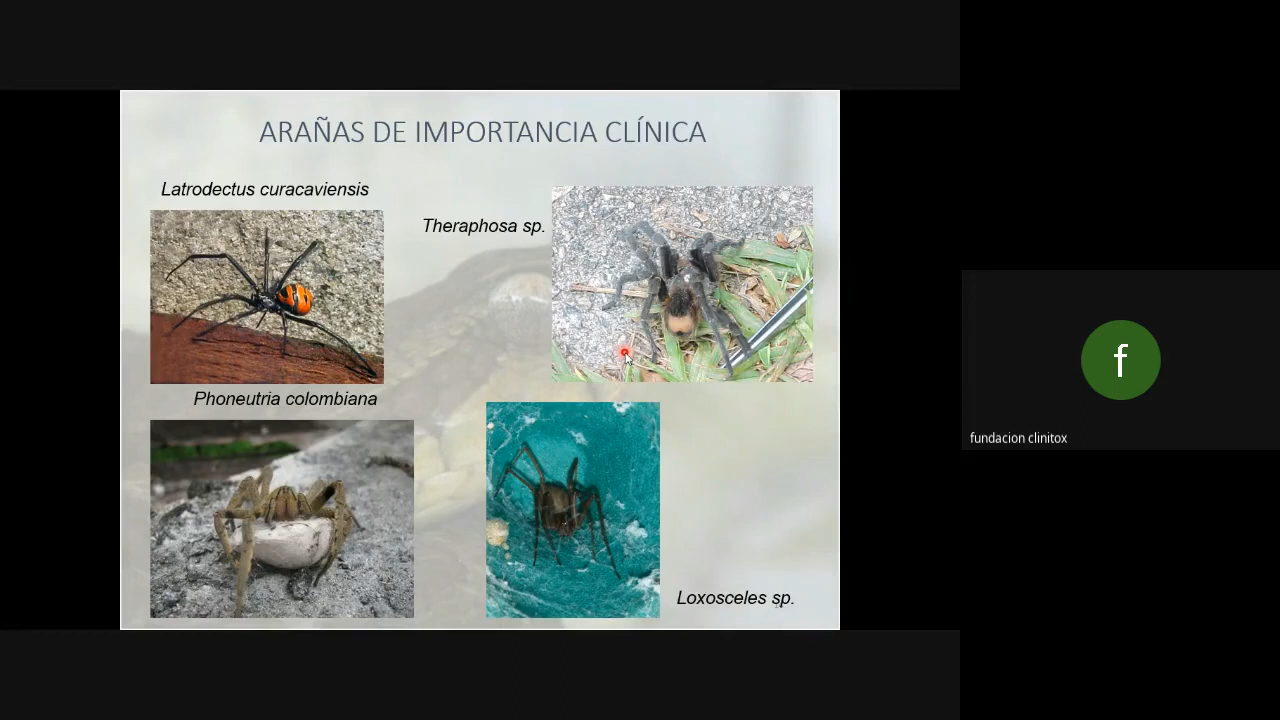 ARAÑAS DE IMPORTANCIA CLÍNICA
Latrodectus curacaviensis
Theraphosa sp.
Phoneutria colombiana
Loxosceles sp.
f
fundacion clinitox